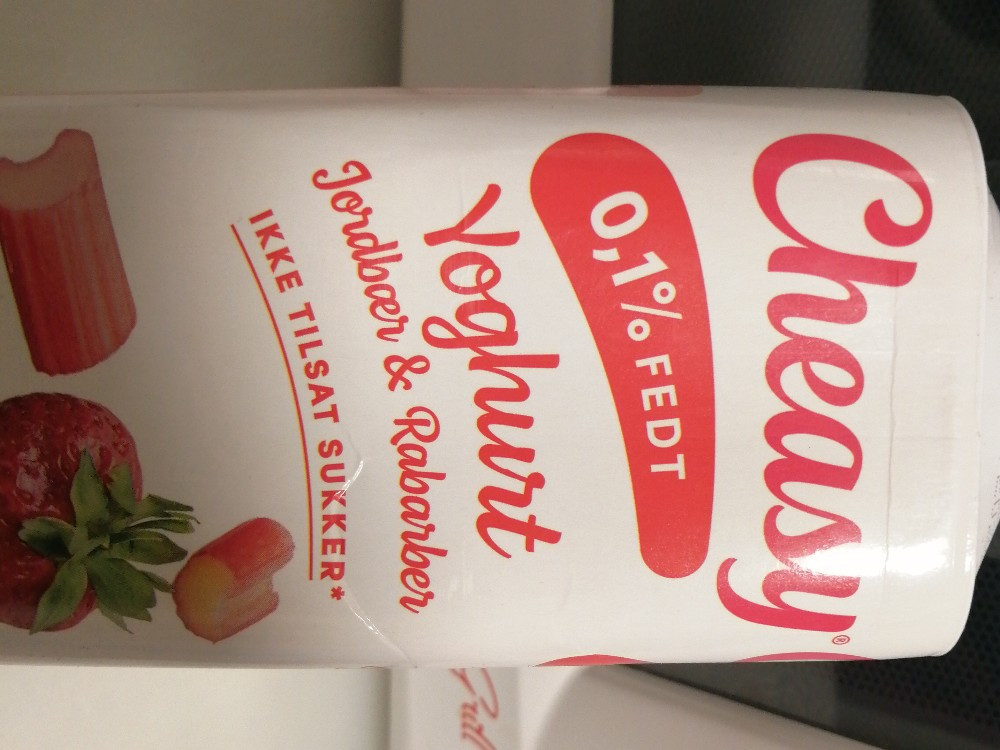 Cheasy®
0,1% FEDT
Yoghurt
Jordbær & Rabarber
IKKE TILSAT SUKKER*